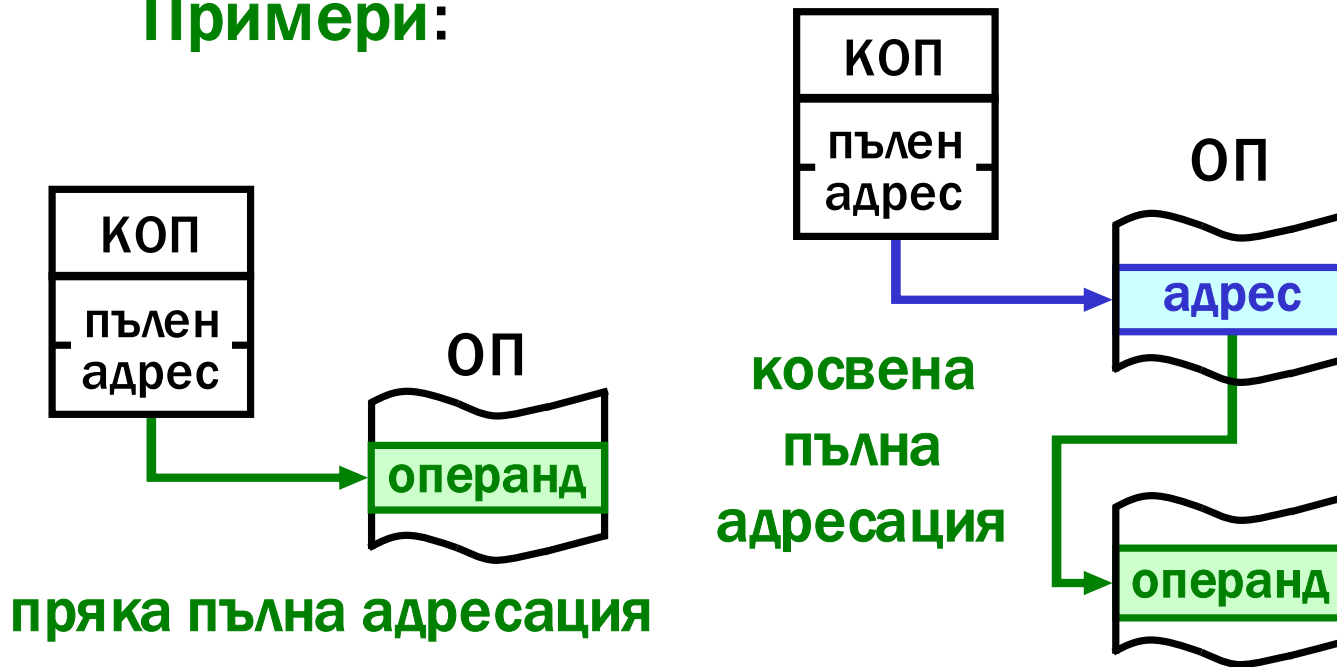 Примери:
КОП
пълен
адрес
ОП
операнд
пряка пълна адресация
КОП
пълен
адрес
ОП
адрес
косвена
пълна
адресация
операнд